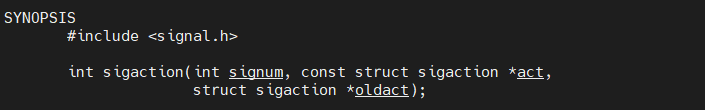 SYNOPSIS
#include <signal.h>
int sigaction(int signum, const struct sigaction *act,
struct sigaction *oldact);